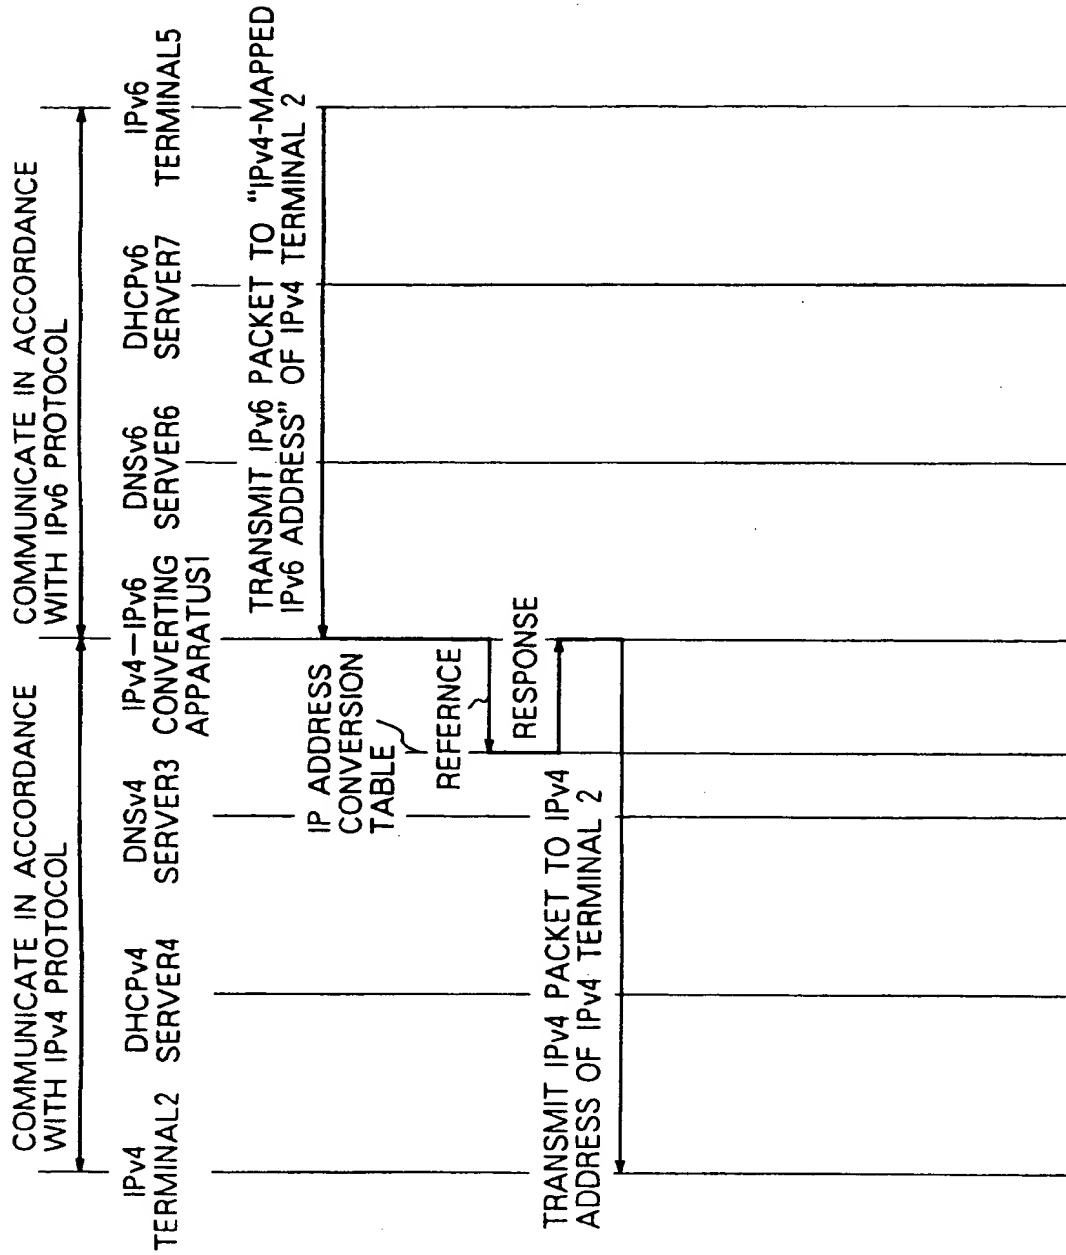 COMMUNICATE IN ACCORDANCE
WITH IPv4 PROTOCOL
COMMUNICATE IN ACCORDANCE
WITH IPv6 PROTOCOL
IPv4
TERMINAL2
DHCPv4
SERVER4
DNSv4
SERVER3
IPv4-IPv6
CONVERTING
APPARATUS1
DNSv6
SERVER6
DHCPv6
SERVER7
IPv6
TERMINAL5
TRANSMIT IPv6 PACKET TO "IPv4-MAPPED
IPv6 ADDRESS" OF IPv4 TERMINAL 2
IP ADDRESS
CONVERSION
TABLE
REFERNCE
RESPONSE
TRANSMIT IPv4 PACKET TO IPv4
ADDRESS OF IPv4 TERMINAL 2